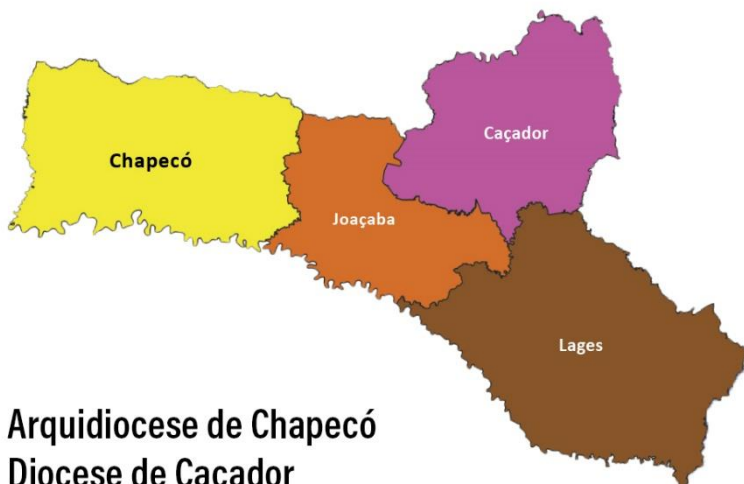 Chapecó
Caçador
Joaçaba
Lages
Arquidiocese de Chapecó
Diocese de Caçador